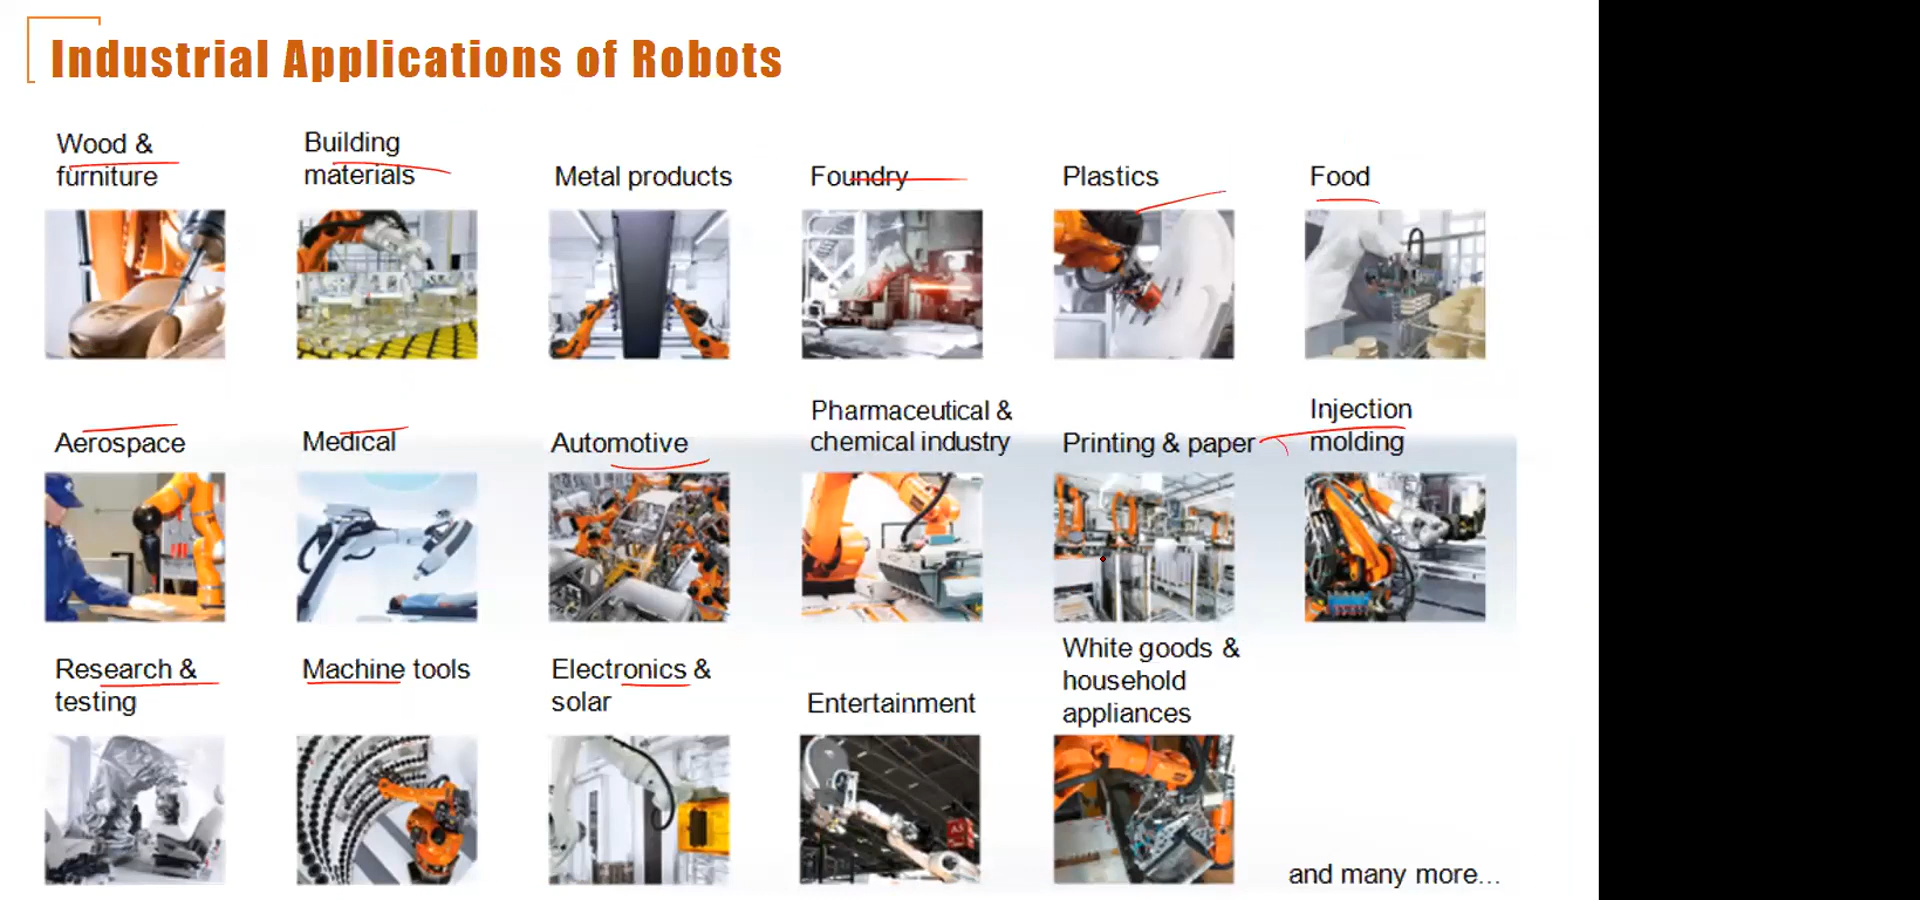 Industrial Applications of Robots
Wood &
furniture
Building
materials
Metal products
Foundry
Plastics
Food
Aerospace
Medical
Automotive
Pharmaceutical &
chemical industry
Printing & paper
Injection
molding
Research &
testing
Machine tools
Electronics &
solar
Entertainment
A5
White goods &
household
appliances
and many more...